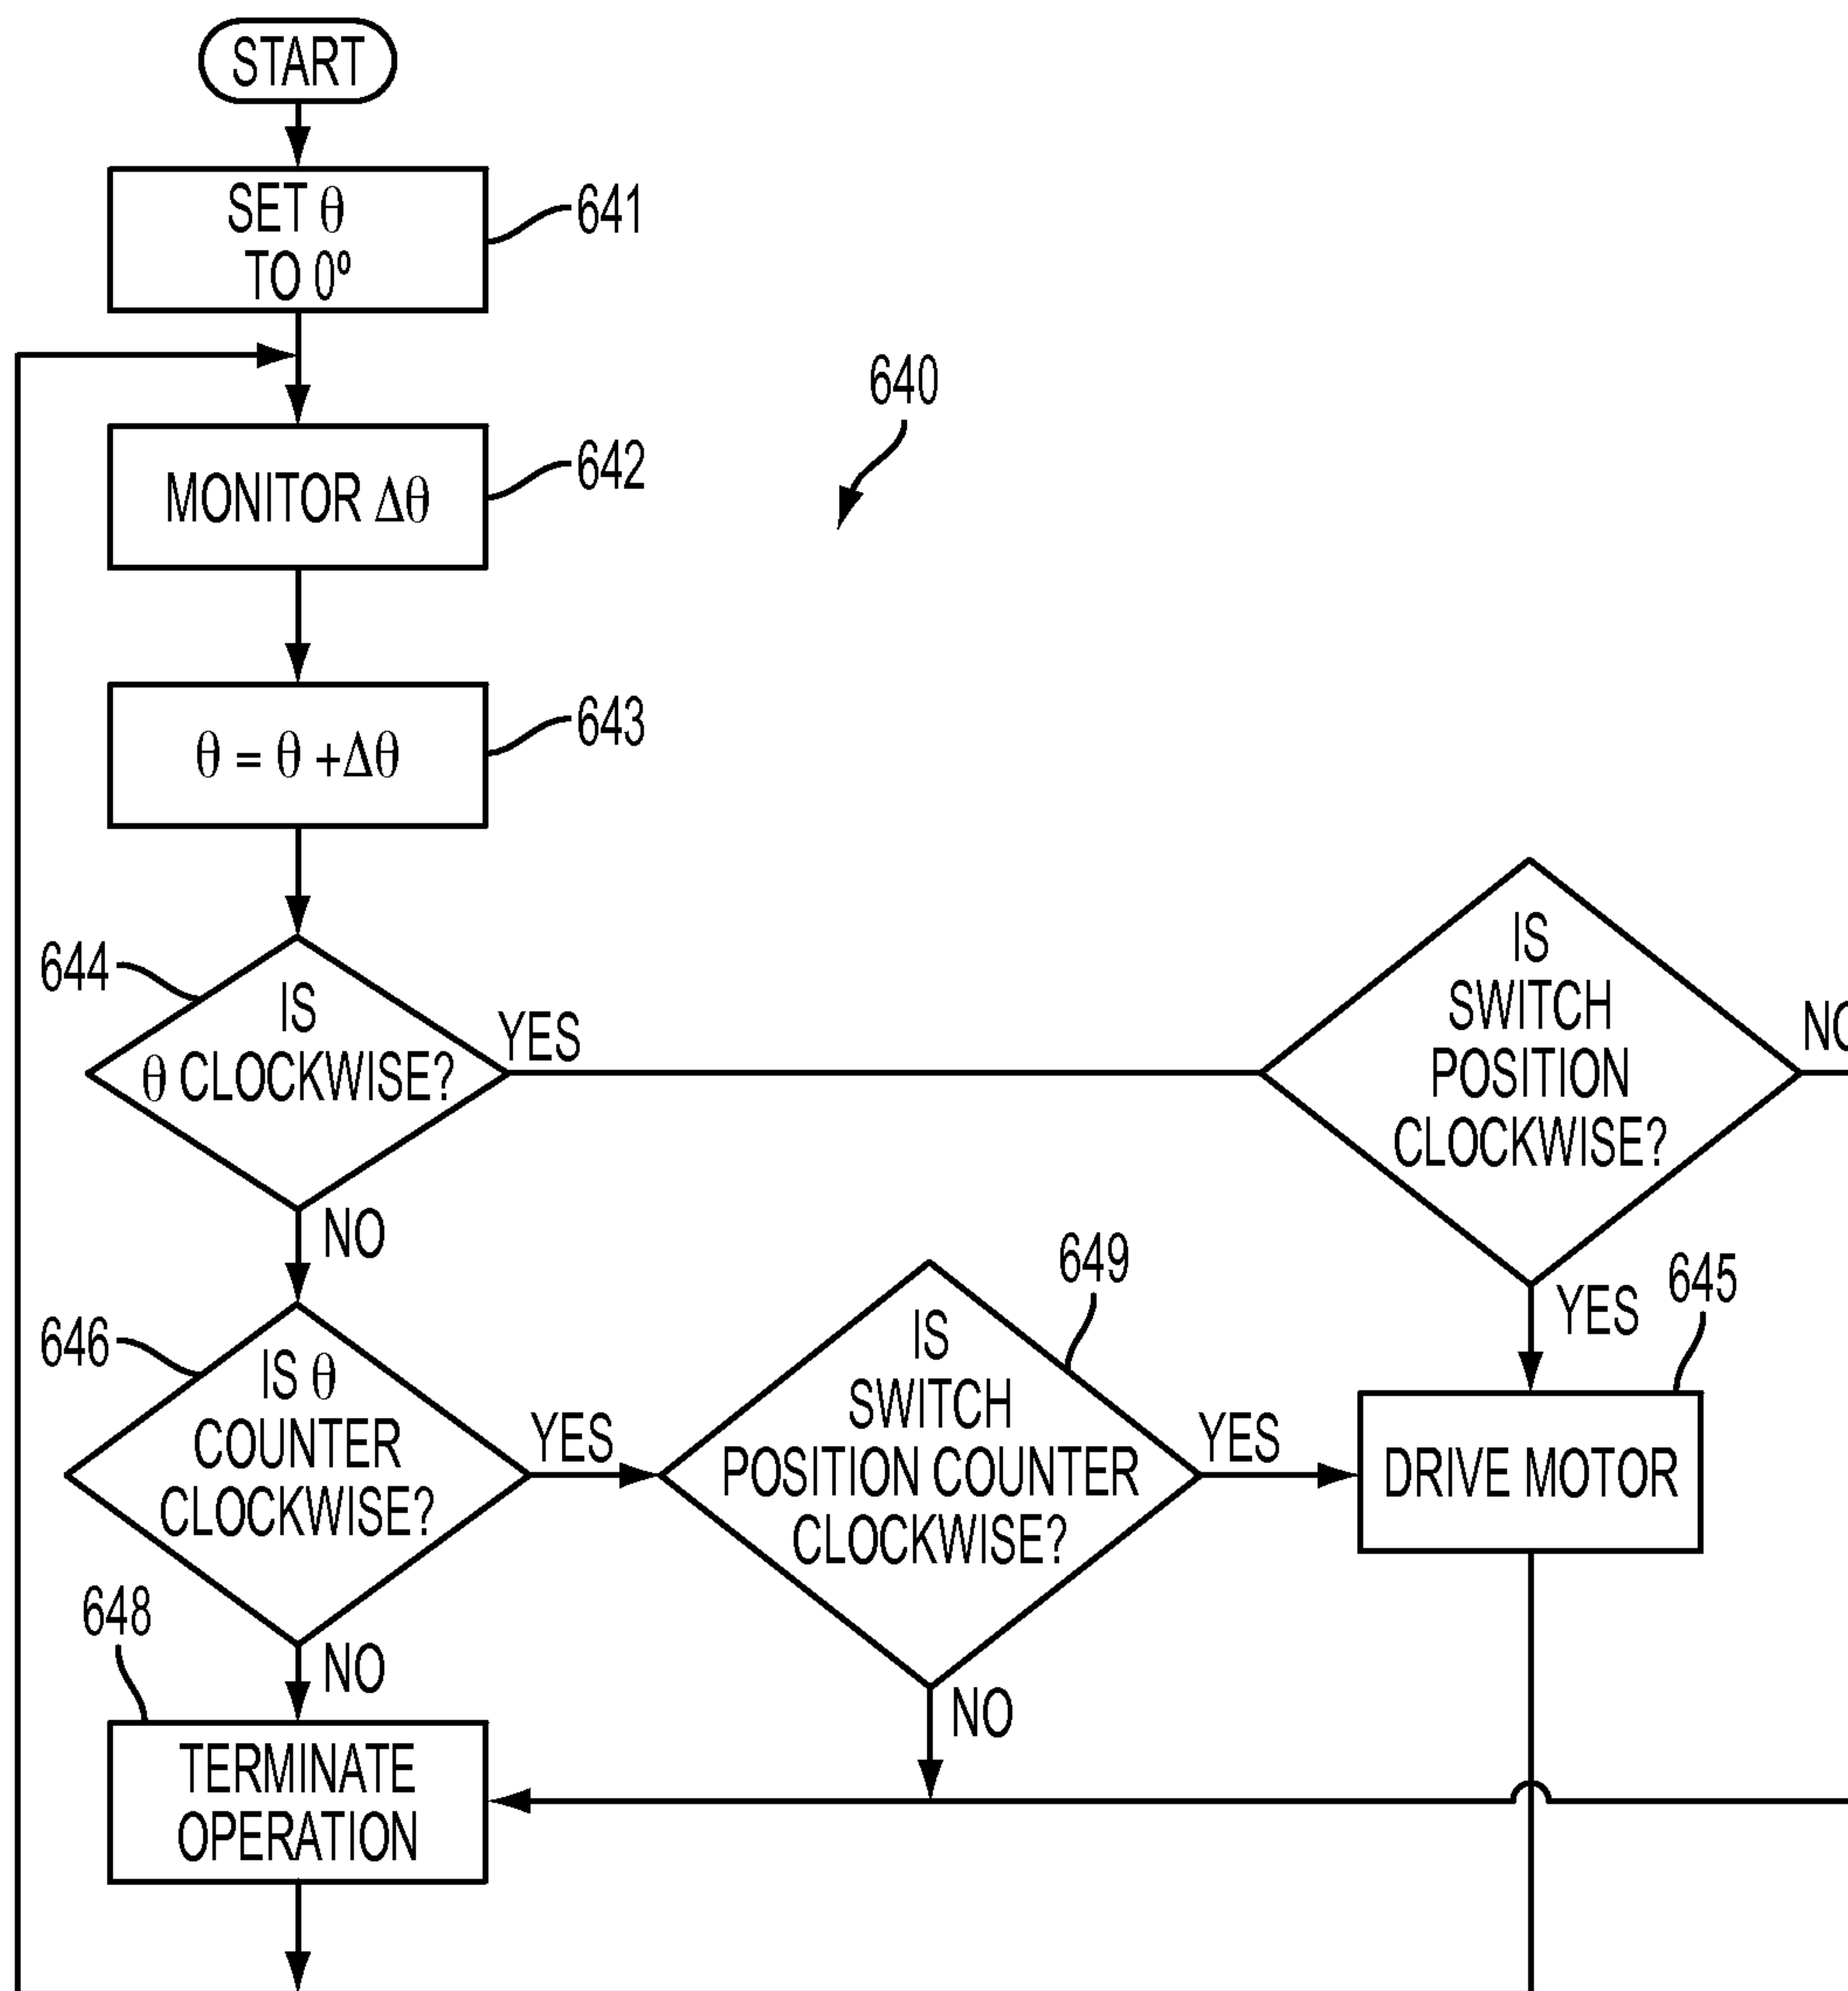 START
SET θ
TO 0º
641
640
MONITOR Δθ
642
θ = θ +Δθ
643
644
IS
θ CLOCKWISE?
YES
NO
IS
SWITCH
POSITION
CLOCKWISE?
NO
YES
645
646
IS θ
COUNTER
CLOCKWISE?
YES
NO
649
IS
SWITCH
POSITION COUNTER
CLOCKWISE?
YES
NO
DRIVE MOTOR
648
TERMINATE
OPERATION